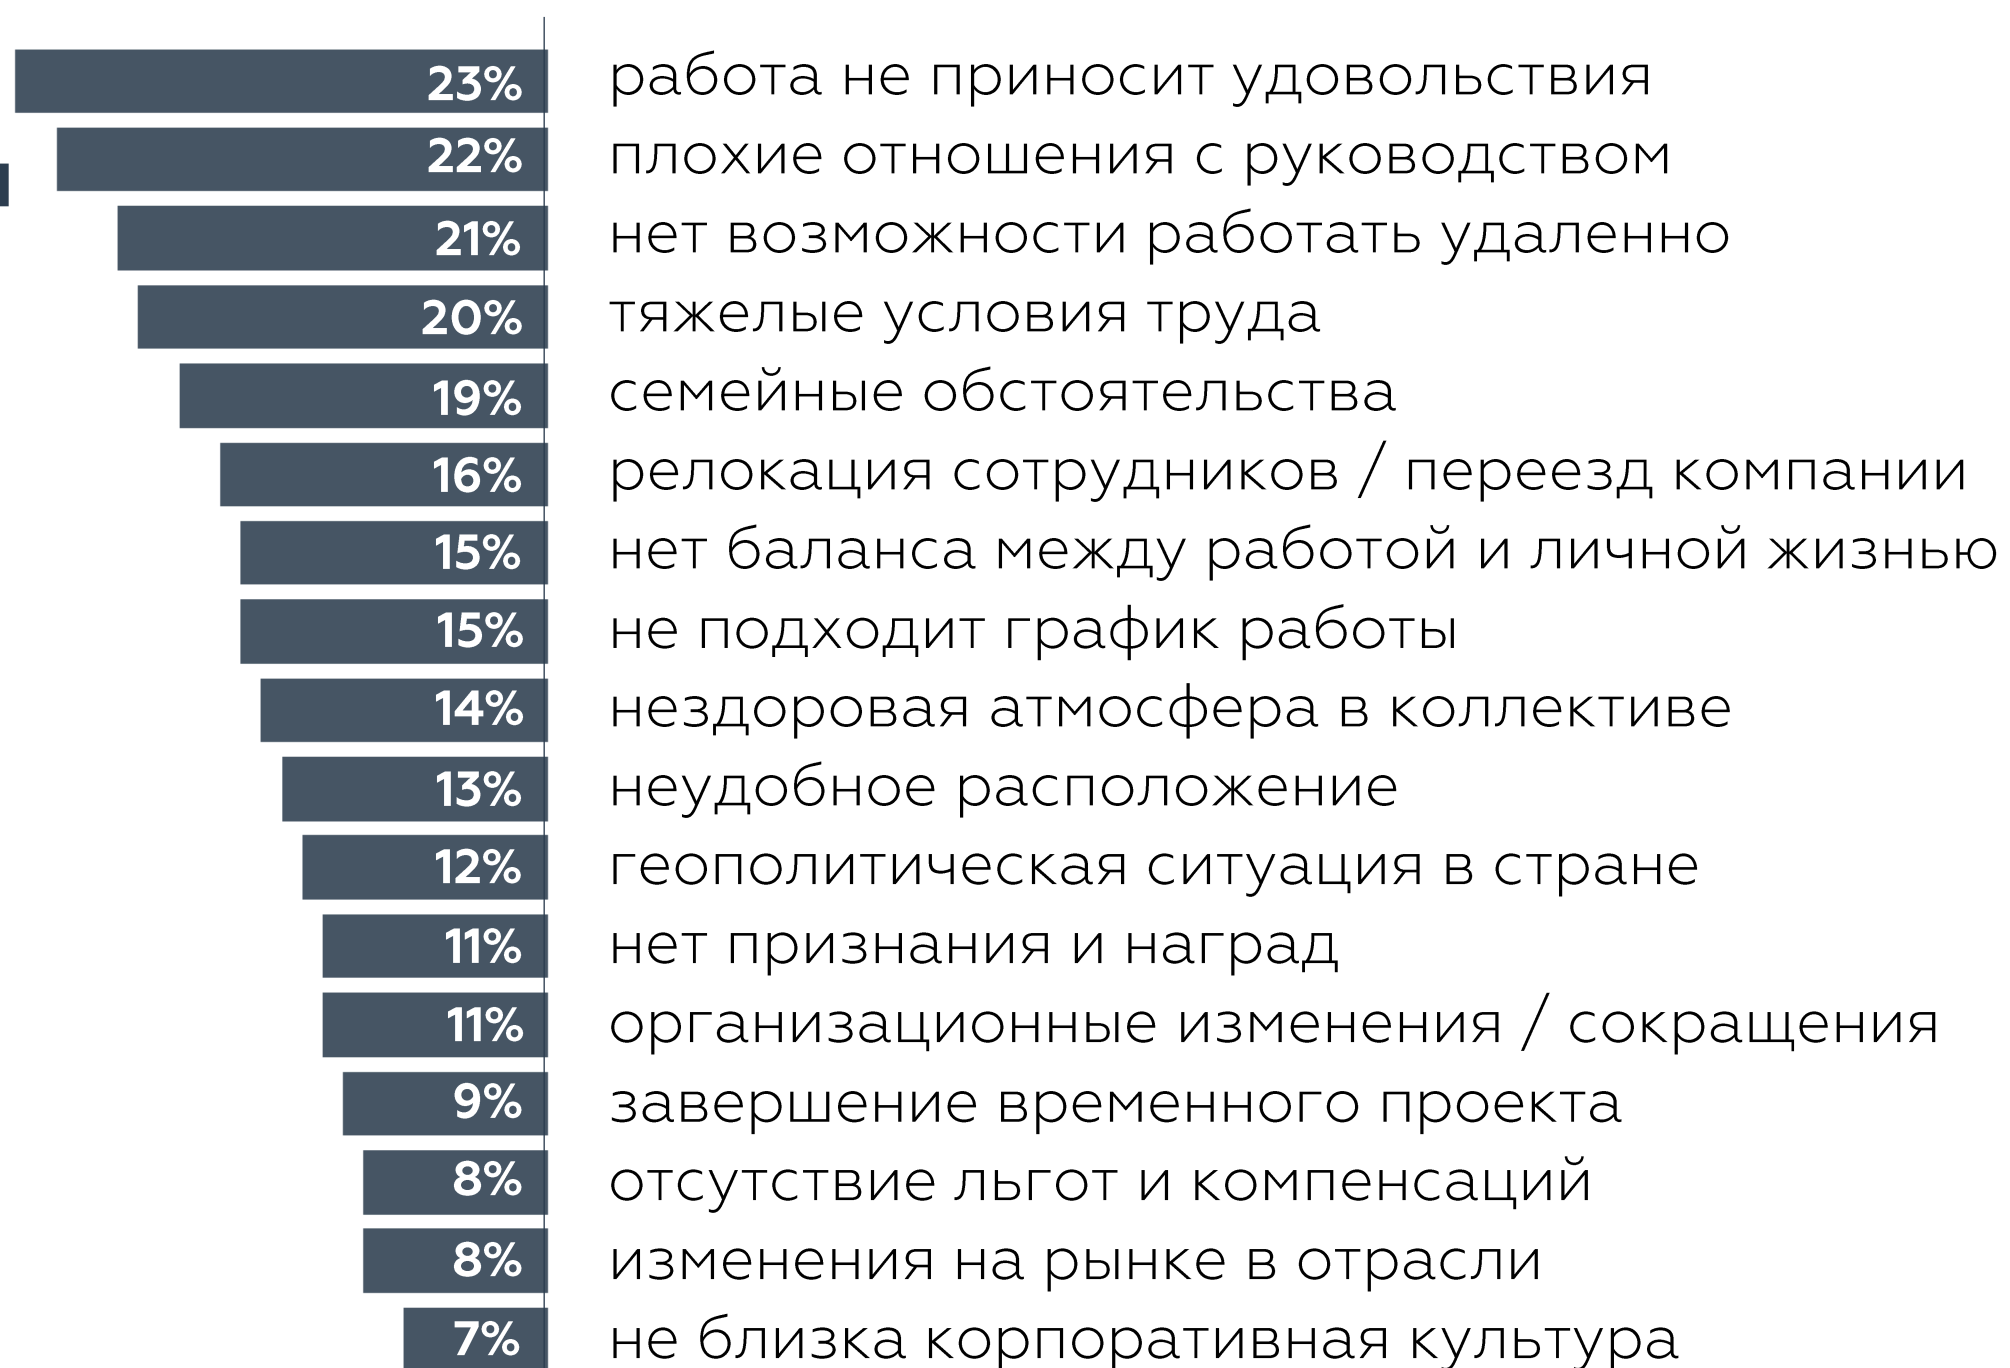 23% работа не приносит удовольствия
22% плохие отношения с руководством
21% нет возможности работать удаленно
20% тяжелые условия труда
19% семейные обстоятельства
16% релокация сотрудников / переезд компании
15% нет баланса между работой и личной жизнью
15% не подходит график работы
14% нездоровая атмосфера в коллективе
13% неудобное расположение
12% геополитическая ситуация в стране
11% нет признания и наград
11% организационные изменения / сокращения
9% завершение временного проекта
8% отсутствие льгот и компенсаций
8% изменения на рынке в отрасли
7% не близка корпоративная культура